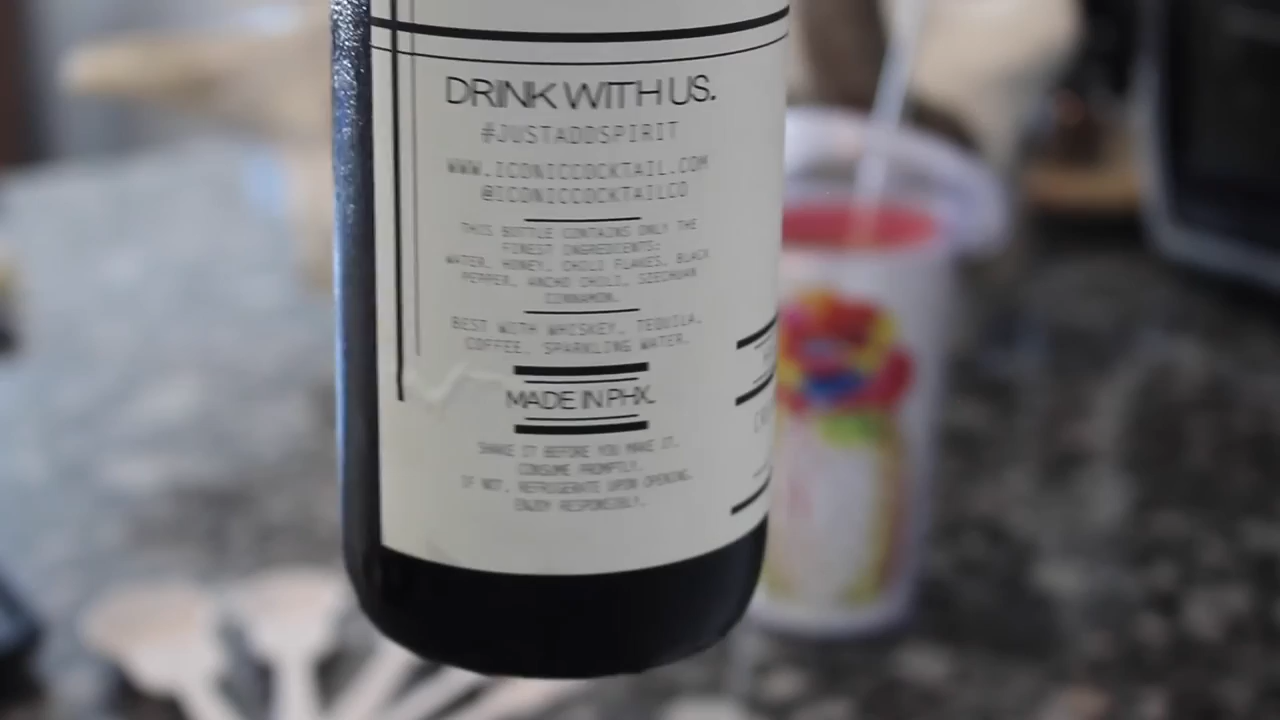 DRINK WITH US.
#JUSTADDSPIRIT
WWW.ICONICCOCKTAIL.COM
@ICONICCOCKTAILCO
THIS BOTTLE CONTAINS ONLY THE
FINEST INGREDIENTS:
WATER, HONEY, CHILI FLAKES, BLACK
PEPPER, ANCHO CHILI, SZECHUAN
CINNAMON.
BEST WITH WHISKEY, TEQUILA,
COFFEE, SPARKLING WATER.
MADE IN PHX.
SHAKE IT BEFORE YOU MAKE IT.
CONSUME PROMPTLY.
IF NOT, REFRIGERATE UPON OPENING.
ENJOY RESPONSIBLY.